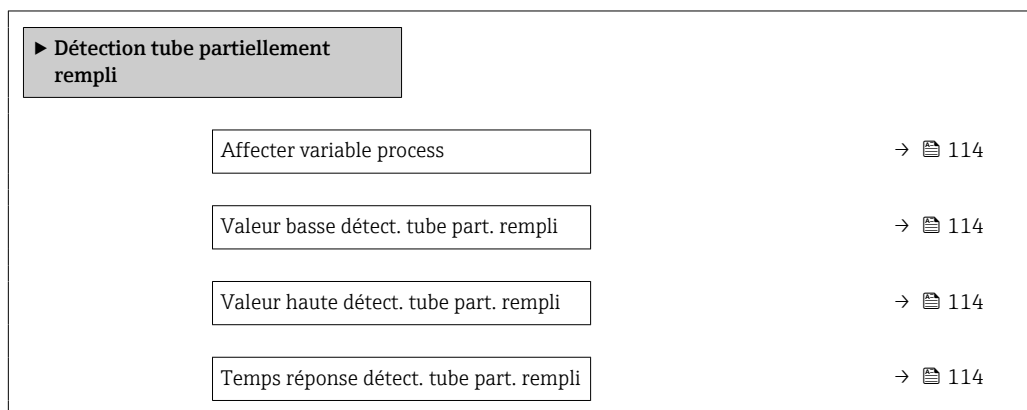 ▶ Détection tube partiellement
rempli
Affecter variable process → 114
Valeur basse détect. tube part. rempli → 114
Valeur haute détect. tube part. rempli → 114
Temps réponse détect. tube part. rempli → 114